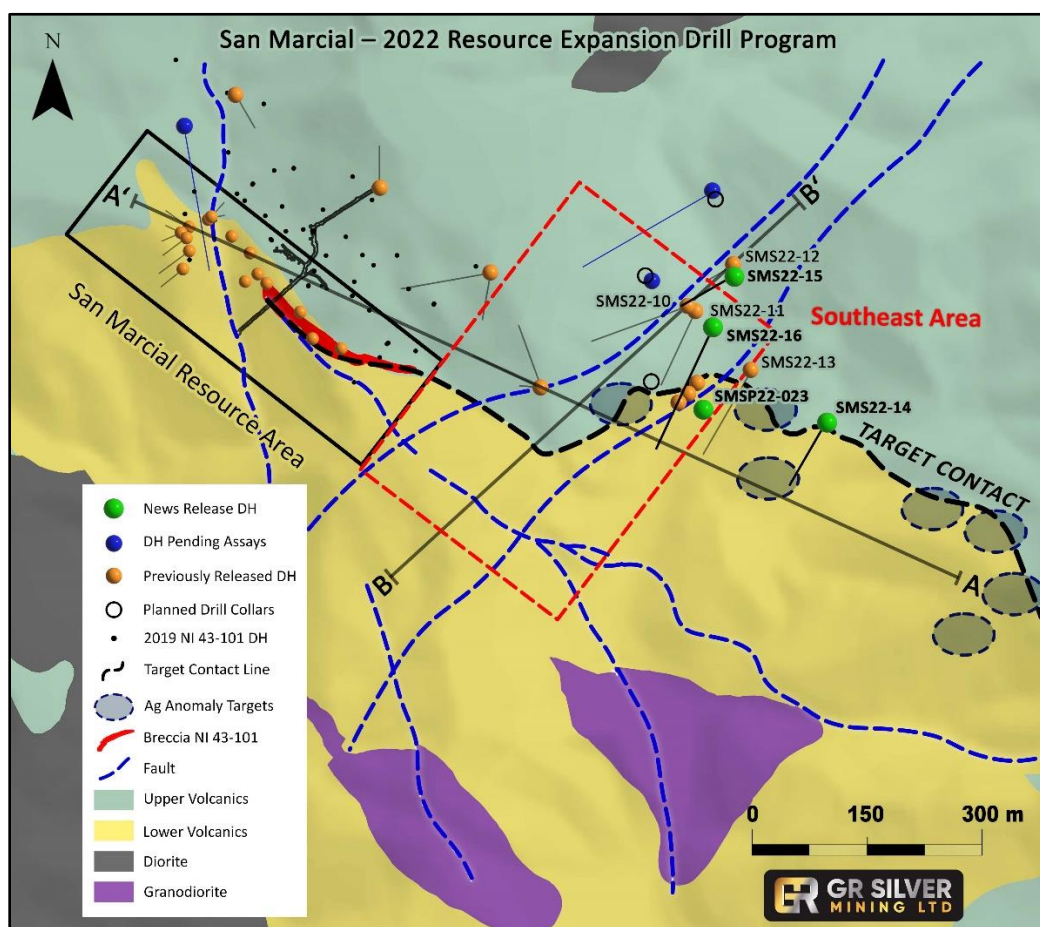 San Marcial – 2022 Resource Expansion Drill Program
N
A'
B'
SMS22-12
SMS22-15
SMS22-10
SMS22-11
Southeast Area
SMS22-16
SMS22-13
San Marcial Resource Area
SMSP22-023
SMS22-14
TARGET CONTACT
B
A
News Release DH
DH Pending Assays
Previously Released DH
Planned Drill Collars
2019 NI 43-101 DH
Target Contact Line
Ag Anomaly Targets
Breccia NI 43-101
Fault
Upper Volcanics
Lower Volcanics
Diorite
Granodiorite
0 150 300 m
GR SILVER
MINING LTD